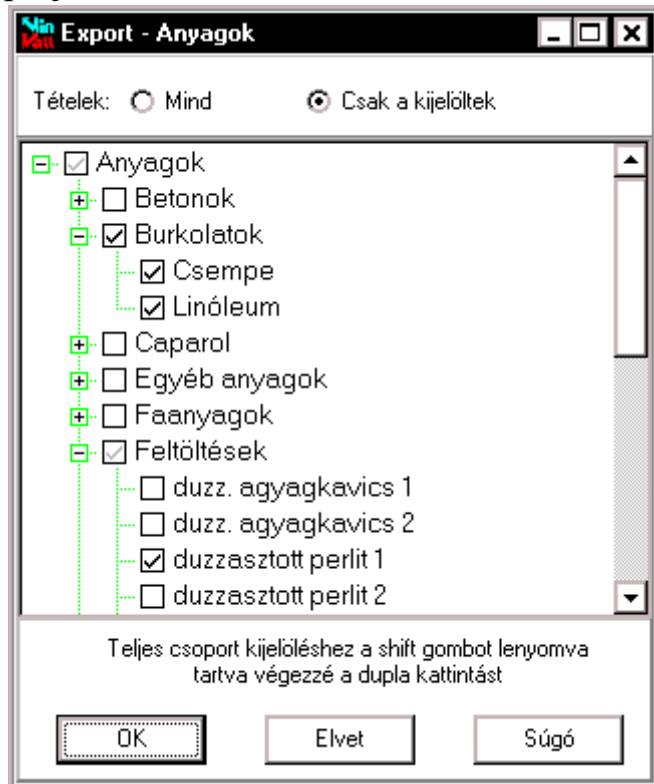 Win
Watt
Export - Anyagok
Tételek: Mind Csak a kijelöltek
Anyagok
Betonok
Burkolatok
Csempe
Linóleum
Caparol
Egyéb anyagok
Faanyagok
Feltöltések
duzz. agyagkavics 1
duzz. agyagkavics 2
duzzasztott perlit 1
duzzasztott perlit 2
Teljes csoport kijelöléshez a shift gombot lenyomva
tartva végezzé a dupla kattintást
OK Elvet Súgó